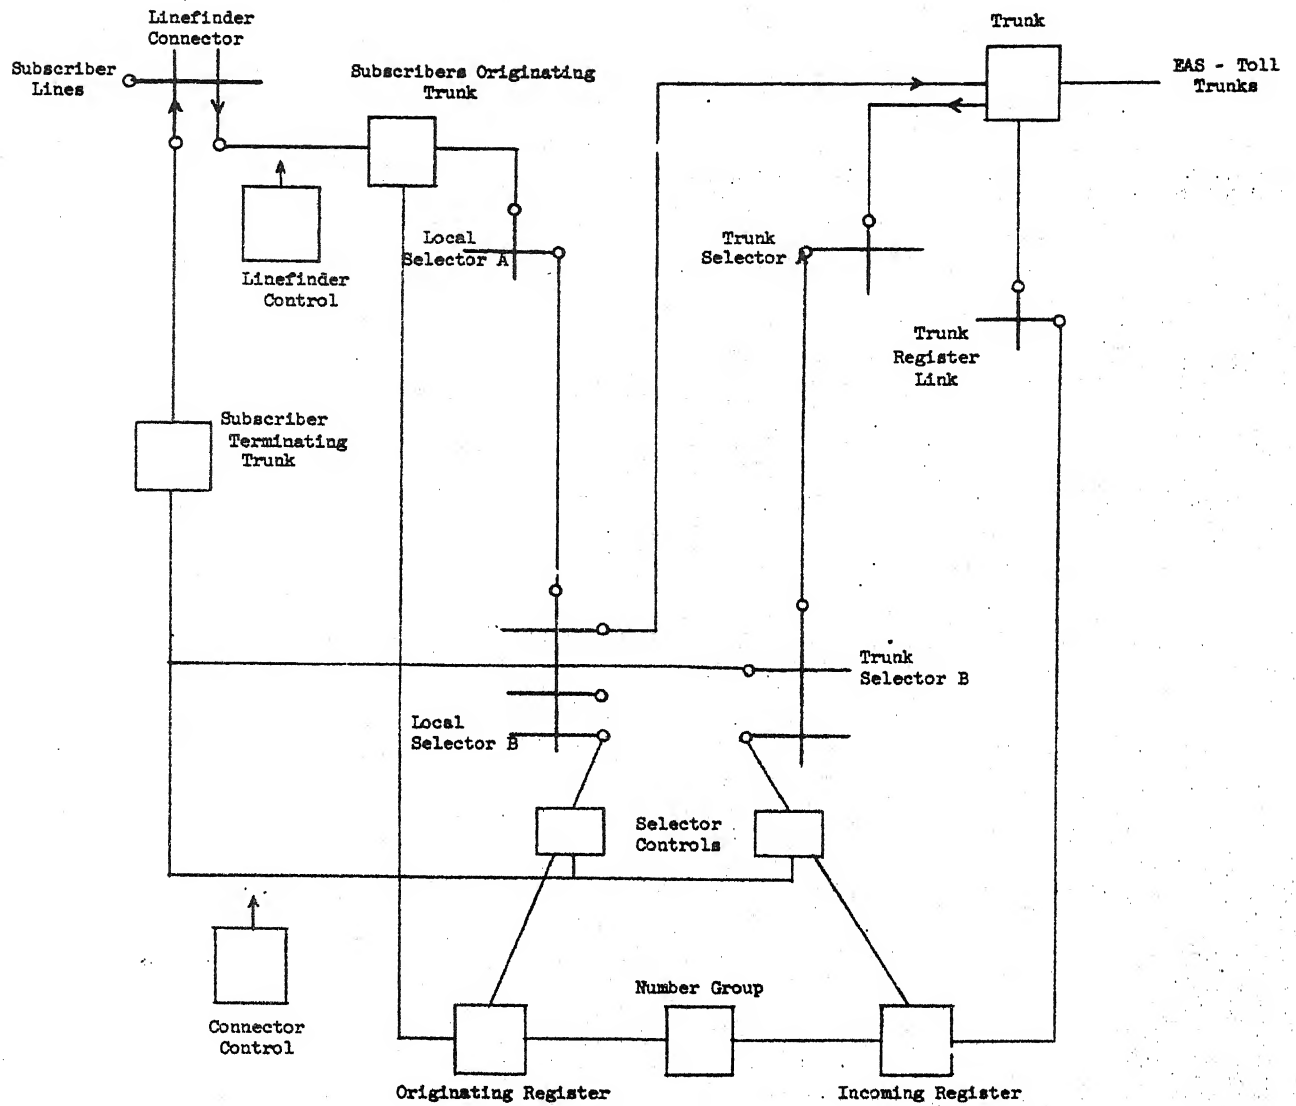 Linefinder
Connector
Subscriber
Lines
Subscribers Originating
Trunk
Trunk
EAS - Toll
Trunks
Linefinder
Control
Local
Selector A
Trunk
Selector A
Trunk
Register
Link
Subscriber
Terminating
Trunk
Trunk
Selector B
Local
Selector B
Selector
Controls
Connector
Control
Number Group
Originating Register
Incoming Register